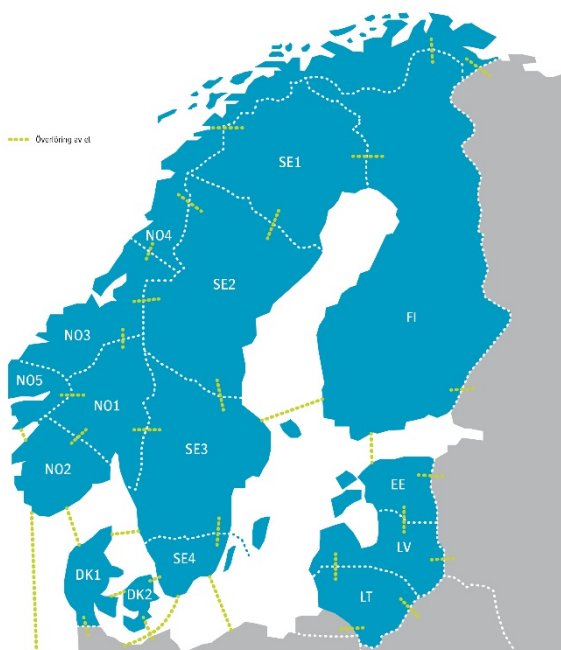 Överföring av el
SE1
NO4
SE2
FI
NO3
NO5
NO1
SE3
NO2
EE
SE4
LV
DK1
DK2
LT